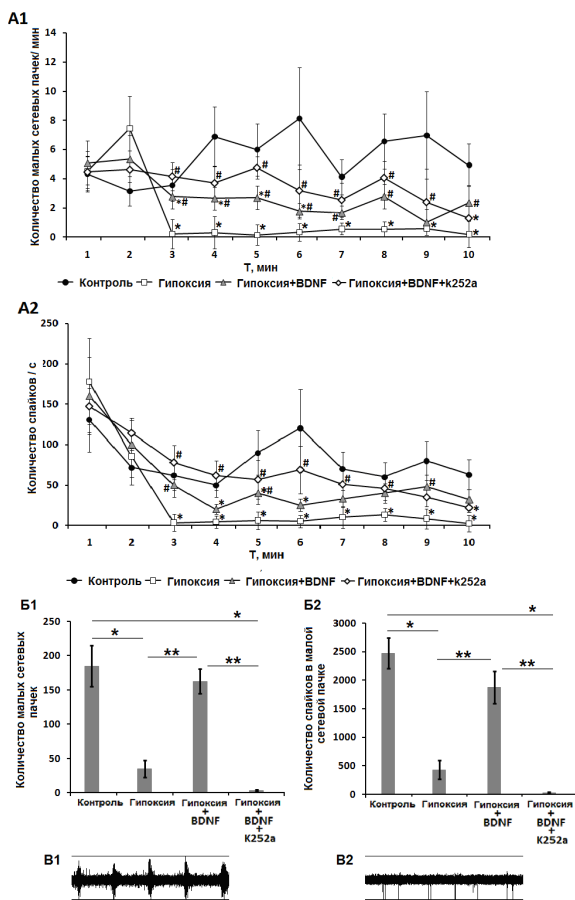 А1
Количество малых сетевых пачек/ мин
14
12
10
8
6
4
2
0
# # # # # # #
*# *# *# *# # # #
* * * * * * * * *
1 2 3 4 5 6 7 8 9 10
Т, мин
Контроль Гипоксия Гипоксия+BDNF Гипоксия+BDNF+k252a
А2
Количество спайков / с
250
200
150
100
50
0
# # # # # #
# * *# * #
* * * * * * * * *
1 2 3 4 5 6 7 8 9 10
Т, мин
Контроль Гипоксия Гипоксия+BDNF Гипоксия+BDNF+k252a
Б1
Количество малых сетевых
пачек
200
150
100
50
0
250
*
* ** **
Контроль Гипоксия Гипоксия + BDNF Гипоксия + BDNF + K252a
Б2
Количество спайков в малой
сетевой пачке
3000
2500
2000
1500
1000
500
0
*
* ** **
Контроль Гипоксия Гипоксия + BDNF Гипоксия + BDNF + K252a
В1
В2